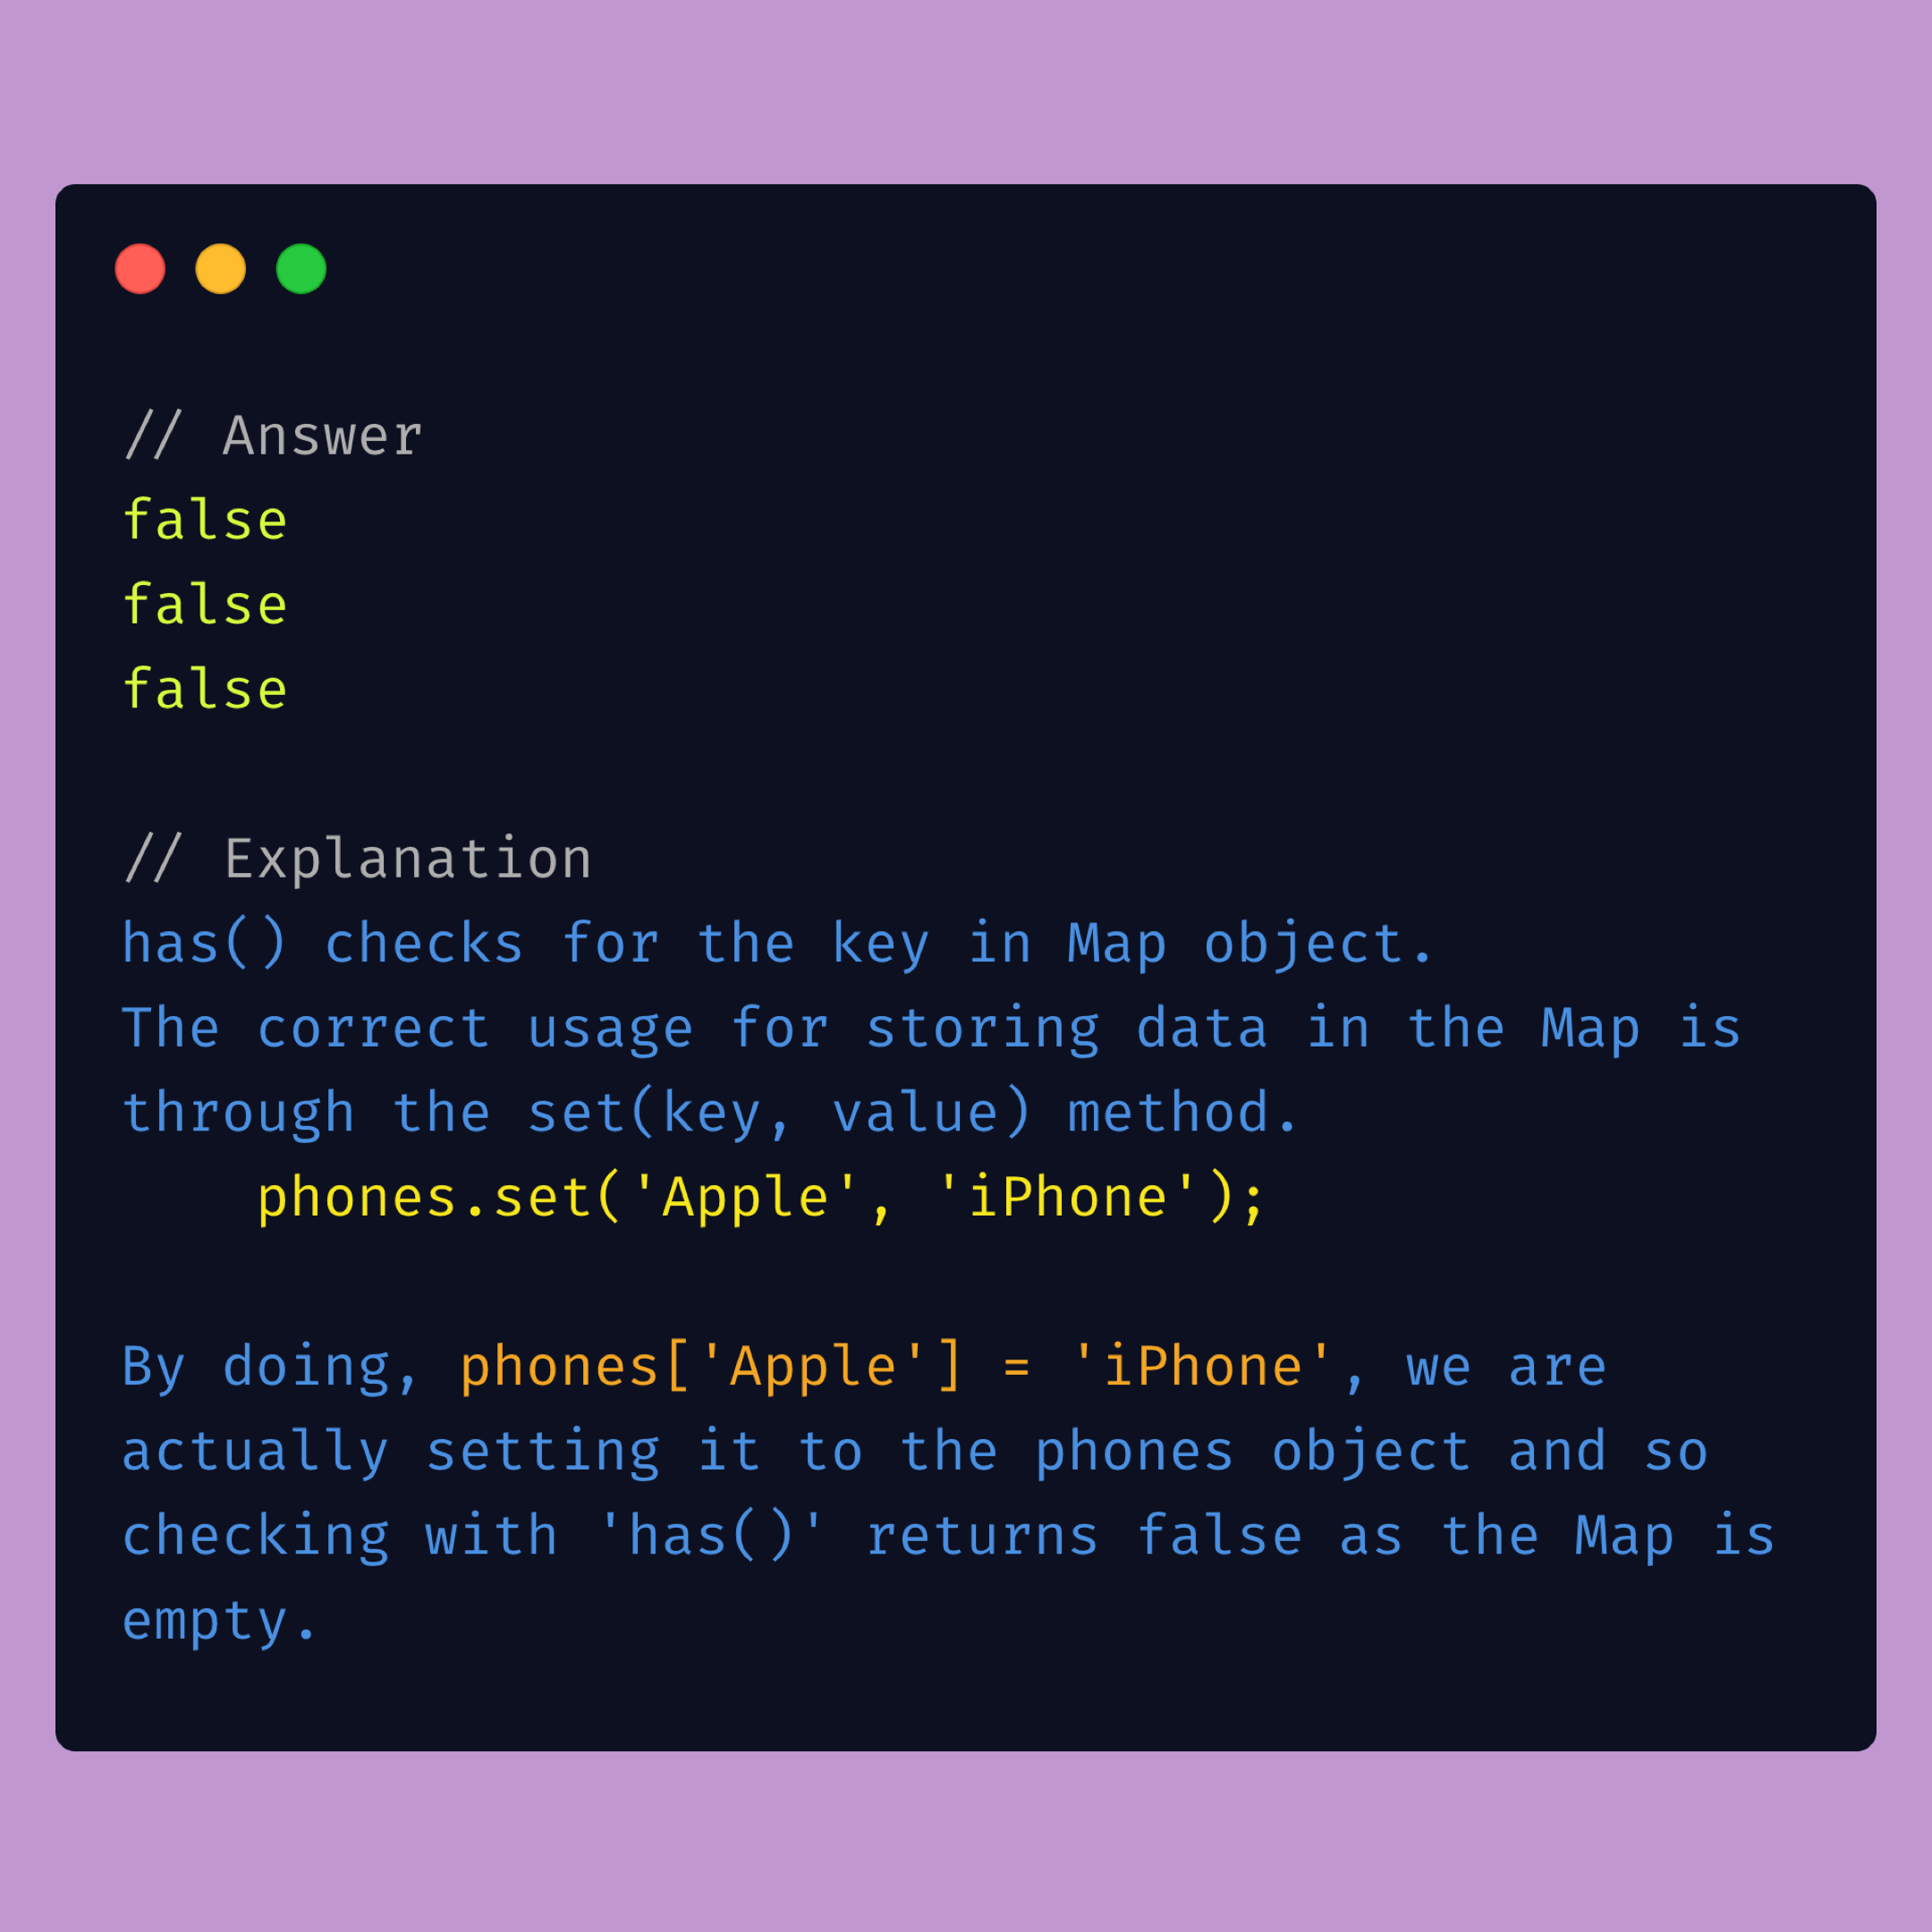 // Answer
false
false
false
// Explanation
has() checks for the key in Map object.
The correct usage for storing data in the Map is
through the set(key, value) method.
phones.set('Apple', 'iPhone');
By doing, phones['Apple'] = 'iPhone', we are
actually setting it to the phones object and so
checking with 'has()' returns false as the Map is
empty.